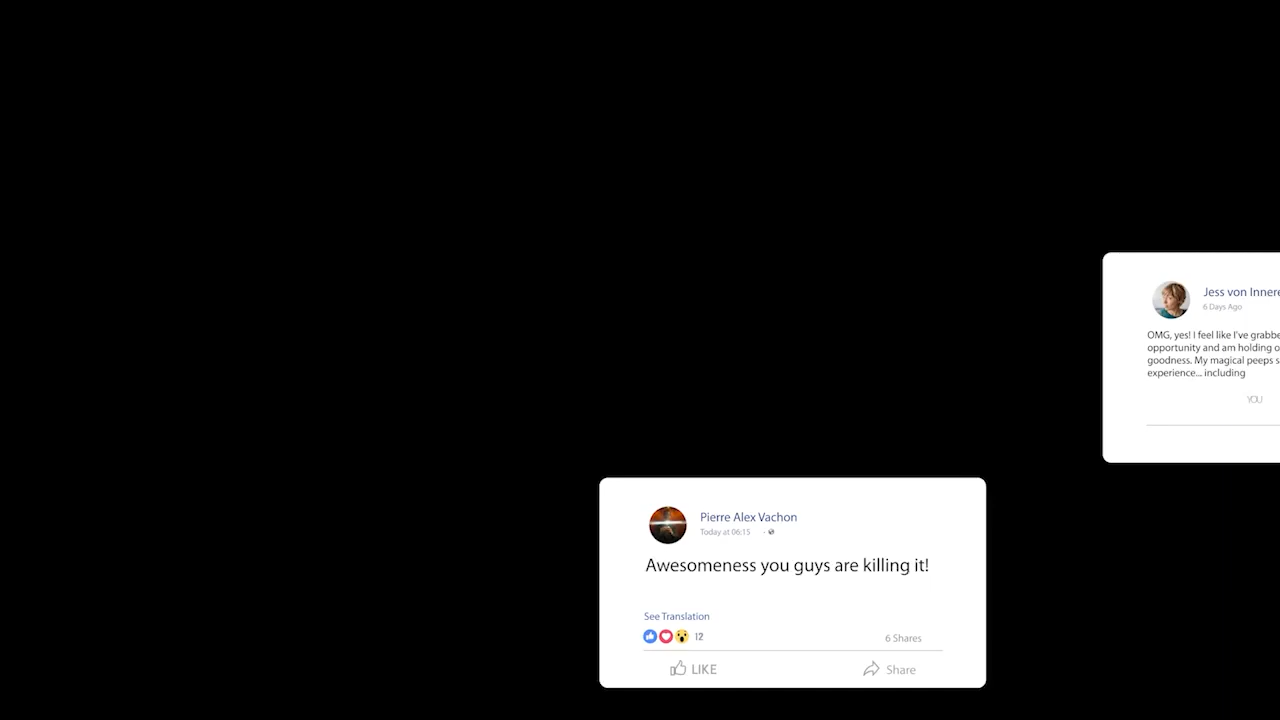 Jess von Innere
6 Days Ago
OMG, yes! I feel like I've grabbe
opportunity and am holding o
goodness. My magical peeps s
experience... including
YOU
Pierre Alex Vachon
Today at 06:15
Awesomeness you guys are killing it!
See Translation
12
6 Shares
LIKE
Share